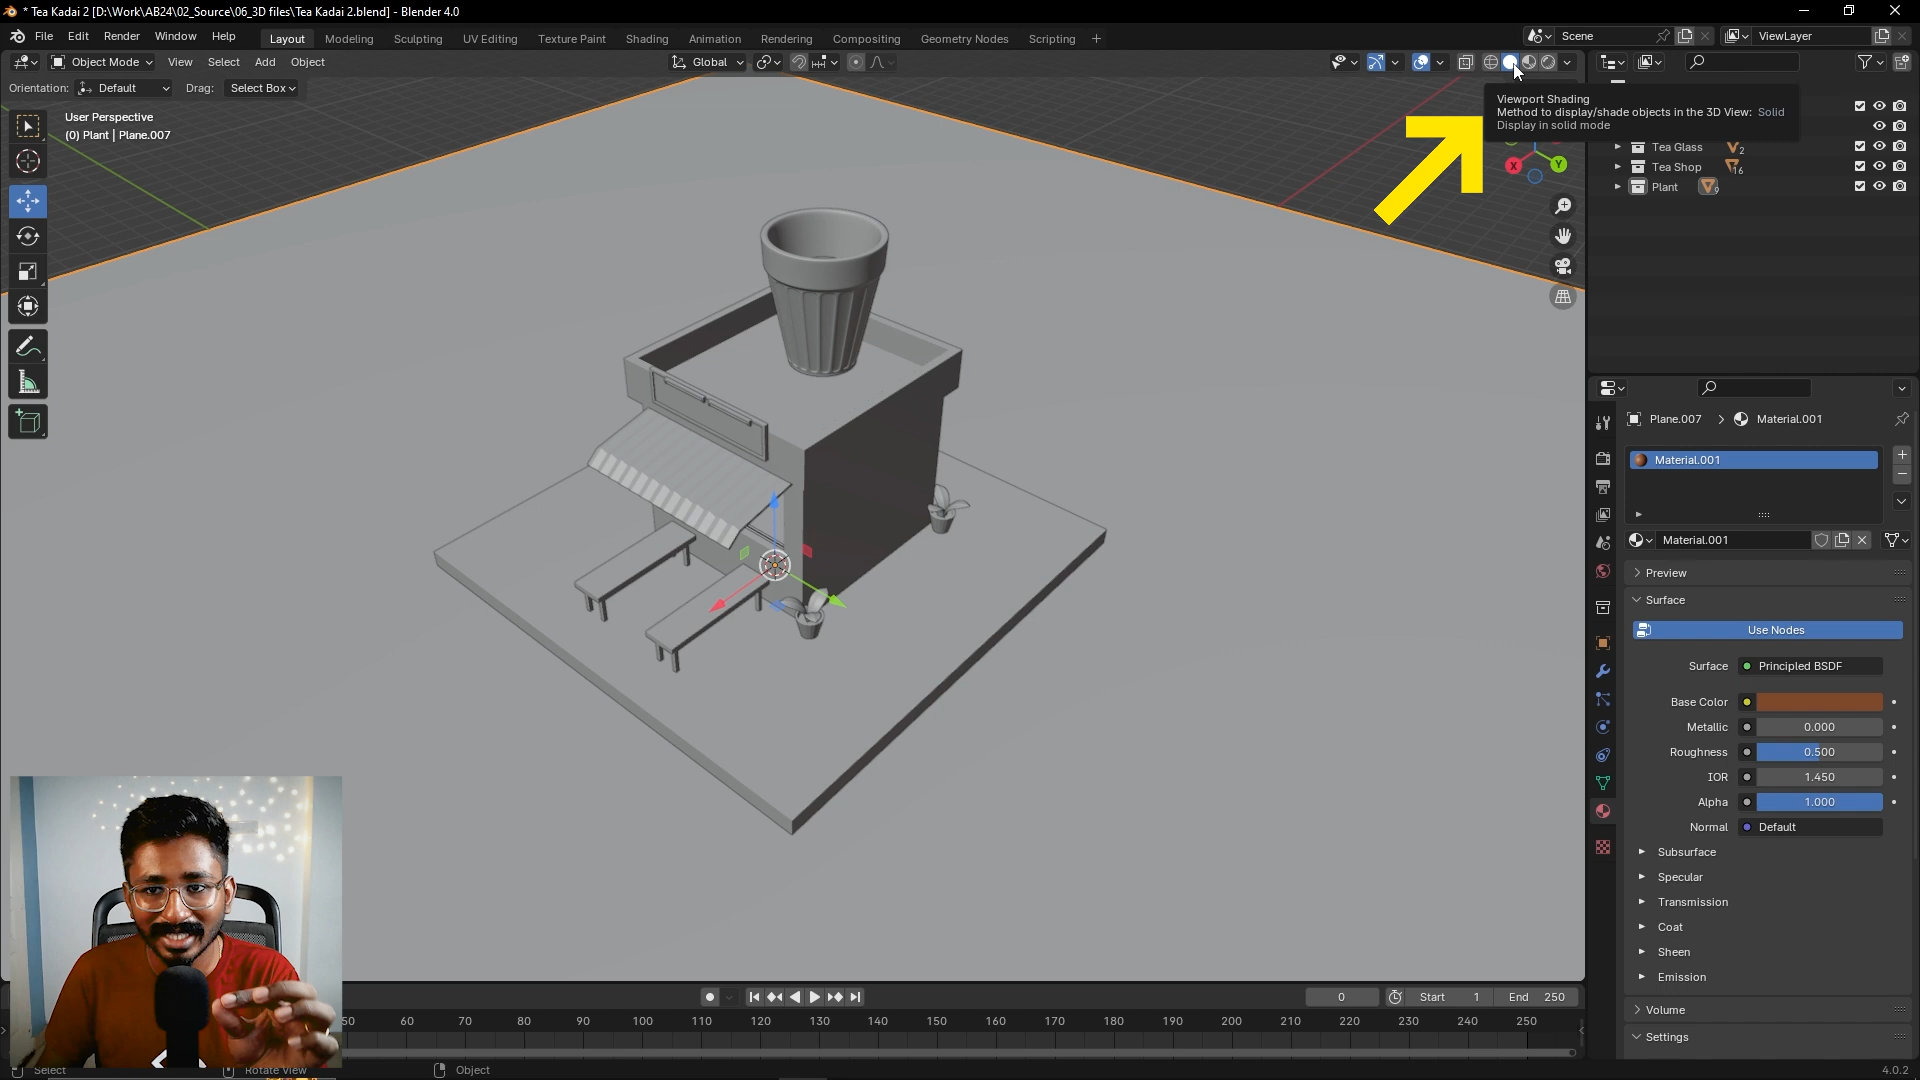 * Tea Kadai 2 [D:\Work\AB24\02_Source\06_3D files\Tea Kadai 2.blend] - Blender 4.0
File Edit Render Window Help
Layout Modeling Sculpting UV Editing Texture Paint Shading Animation Rendering Compositing Geometry Nodes Scripting +
Scene
ViewLayer
Object Mode View Select Add Object
Global
Orientation: Default Drag: Select Box
User Perspective
(0) Plant | Plane.007
Viewport Shading
Method to display/shade objects in the 3D View: Solid
Display in solid mode
X Y
Tea Glass 2
Tea Shop 16
Plant 9
Plane.007 > Material.001
Material.001
Material.001
Preview
Surface
Use Nodes
Surface Principled BSDF
Base Color
Metallic 0.000
Roughness 0.500
IOR 1.450
Alpha 1.000
Normal Default
Subsurface
Specular
Transmission
Coat
Sheen
Emission
Volume
Settings
0 Start 1 End 250
50 60 70 80 90 100 110 120 130 140 150 160 170 180 190 200 210 220 230 240 250
Select Rotate View Object
4.0.2